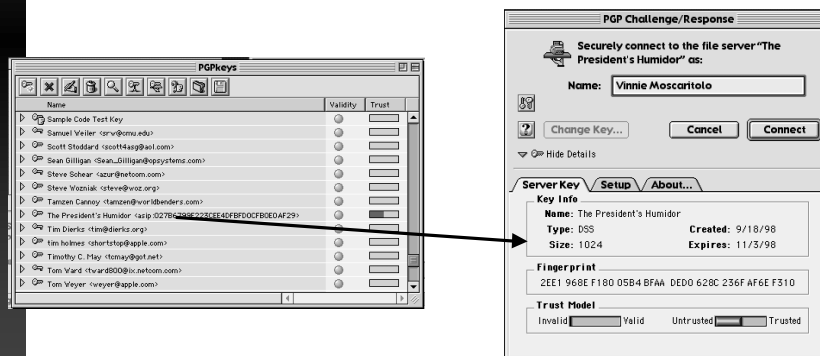 PGPkeys
Name Validity Trust
Sample Code Test Key
Samuel Weiler <srw@cmu.edu>
Scott Stoddard <scott4asg@aol.com>
Sean Gilligan <Sean_Gilligan@opsystems.com>
Steve Schear <azur@netcom.com>
Steve Wozniak <steve@woz.org>
Tamzen Cannoy <tamzen@worldbenders.com>
The President's Humidor <asip:027B6799E223CEE4DFBFD0CFB0E0AF29>
Tim Dierks <tim@dierks.org>
tim holmes <shortstop@apple.com>
Timothy C. May <tcmay@got.net>
Tom Ward <tward800@ix.netcom.com>
Tom Weyer <weyer@apple.com>
PGP Challenge/Response
Securely connect to the file server "The
President's Humidor" as:
Name: Vinnie Moscaritolo
? Change Key... Cancel Connect
Hide Details
Server Key Setup About...
Key Info
Name: The President's Humidor
Type: DSS Created: 9/18/98
Size: 1024 Expires: 11/3/98
Fingerprint
2EE1 968E F180 05B4 BFAA DED0 628C 236F AF6E F310
Trust Model
Invalid Valid Untrusted Trusted